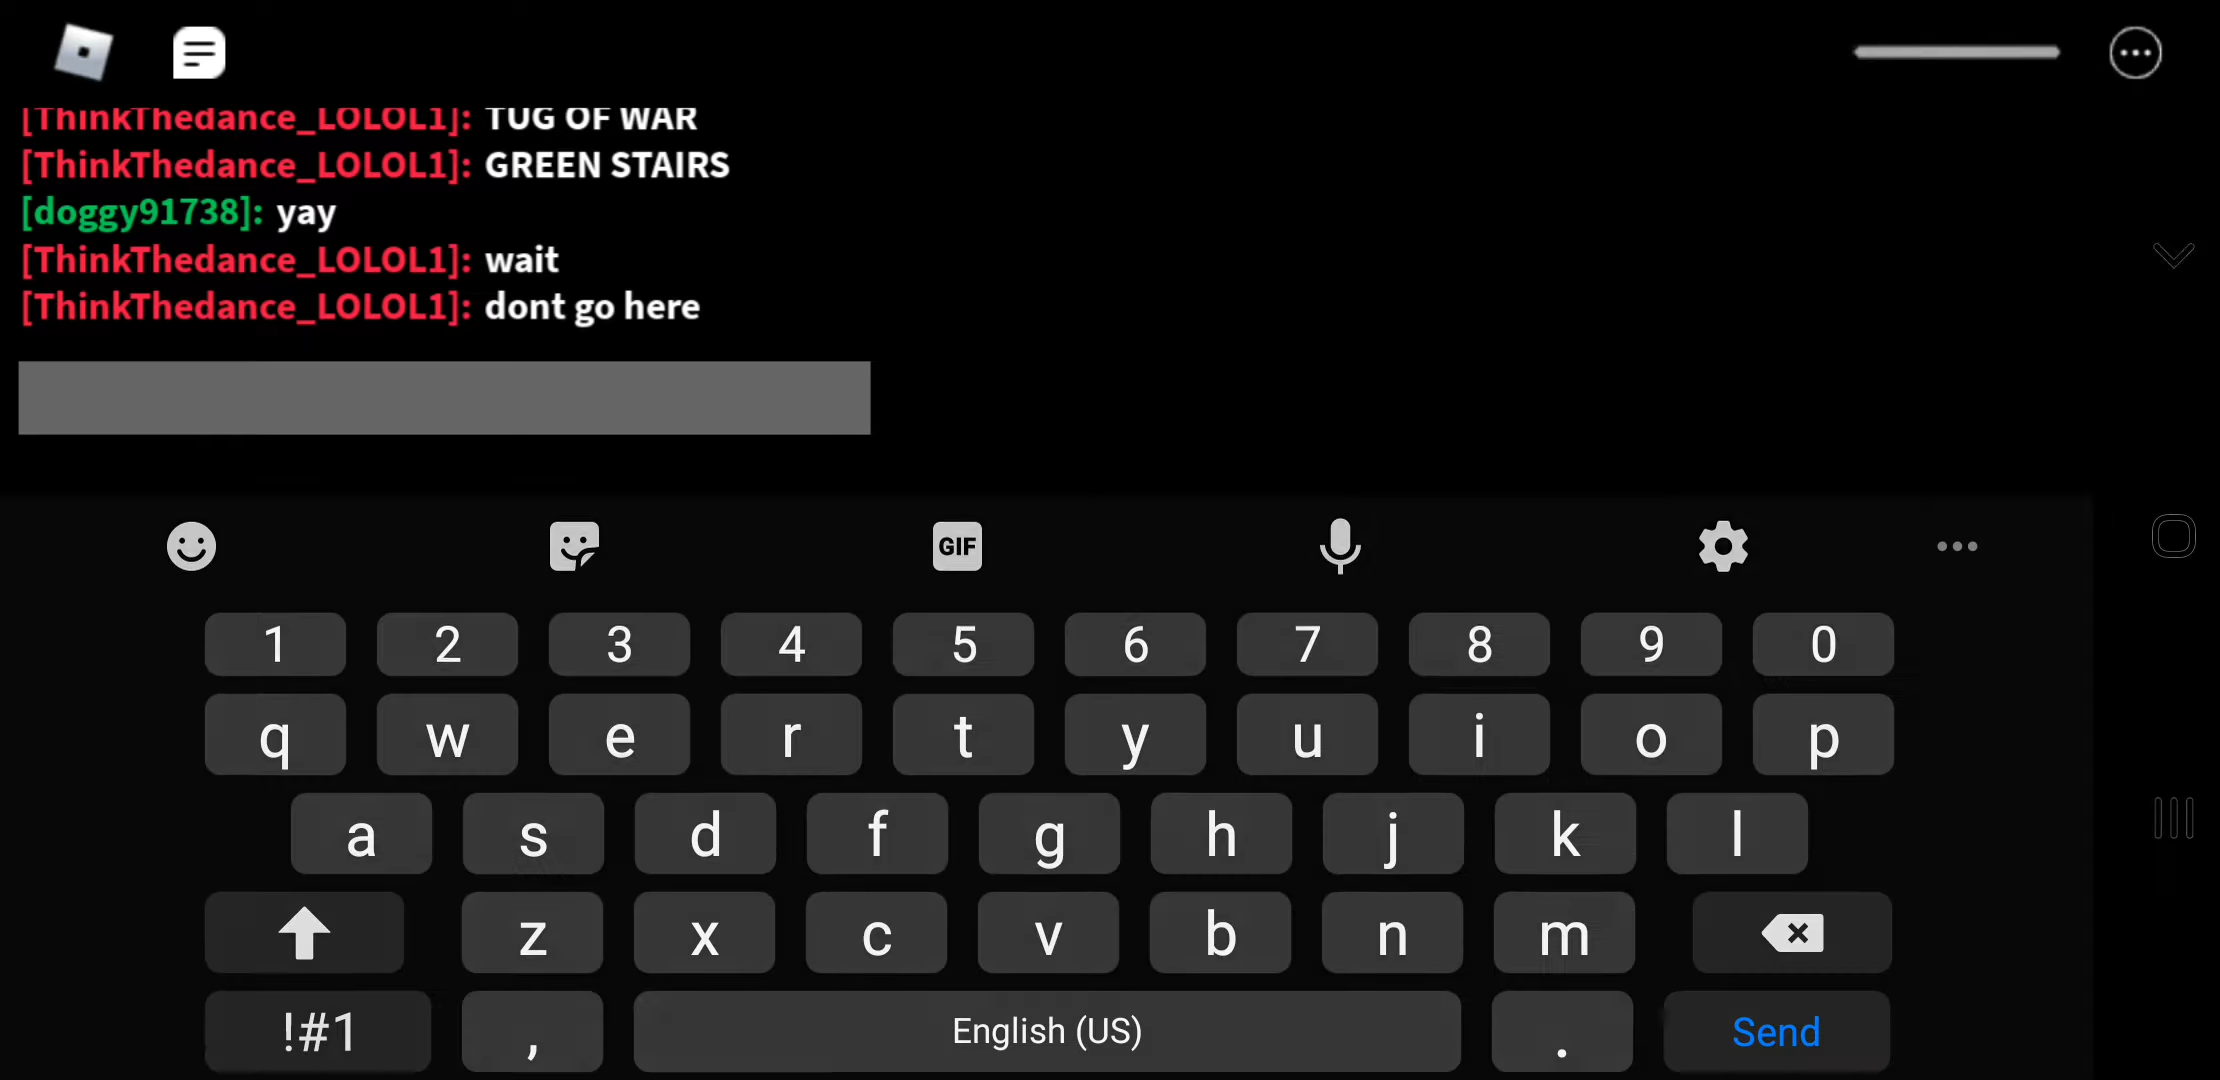 [ThinkThedance_LOLOL1]: TUG OF WAR
[ThinkThedance_LOLOL1]: GREEN STAIRS
[doggy91738]: yay
[ThinkThedance_LOLOL1]: wait
[ThinkThedance_LOLOL1]: dont go here
GIF
1 2 3 4 5 6 7 8 9 0
q w e r t y u i o p
a s d f g h j k l
z x c v b n m
!#1 , English (US) . Send